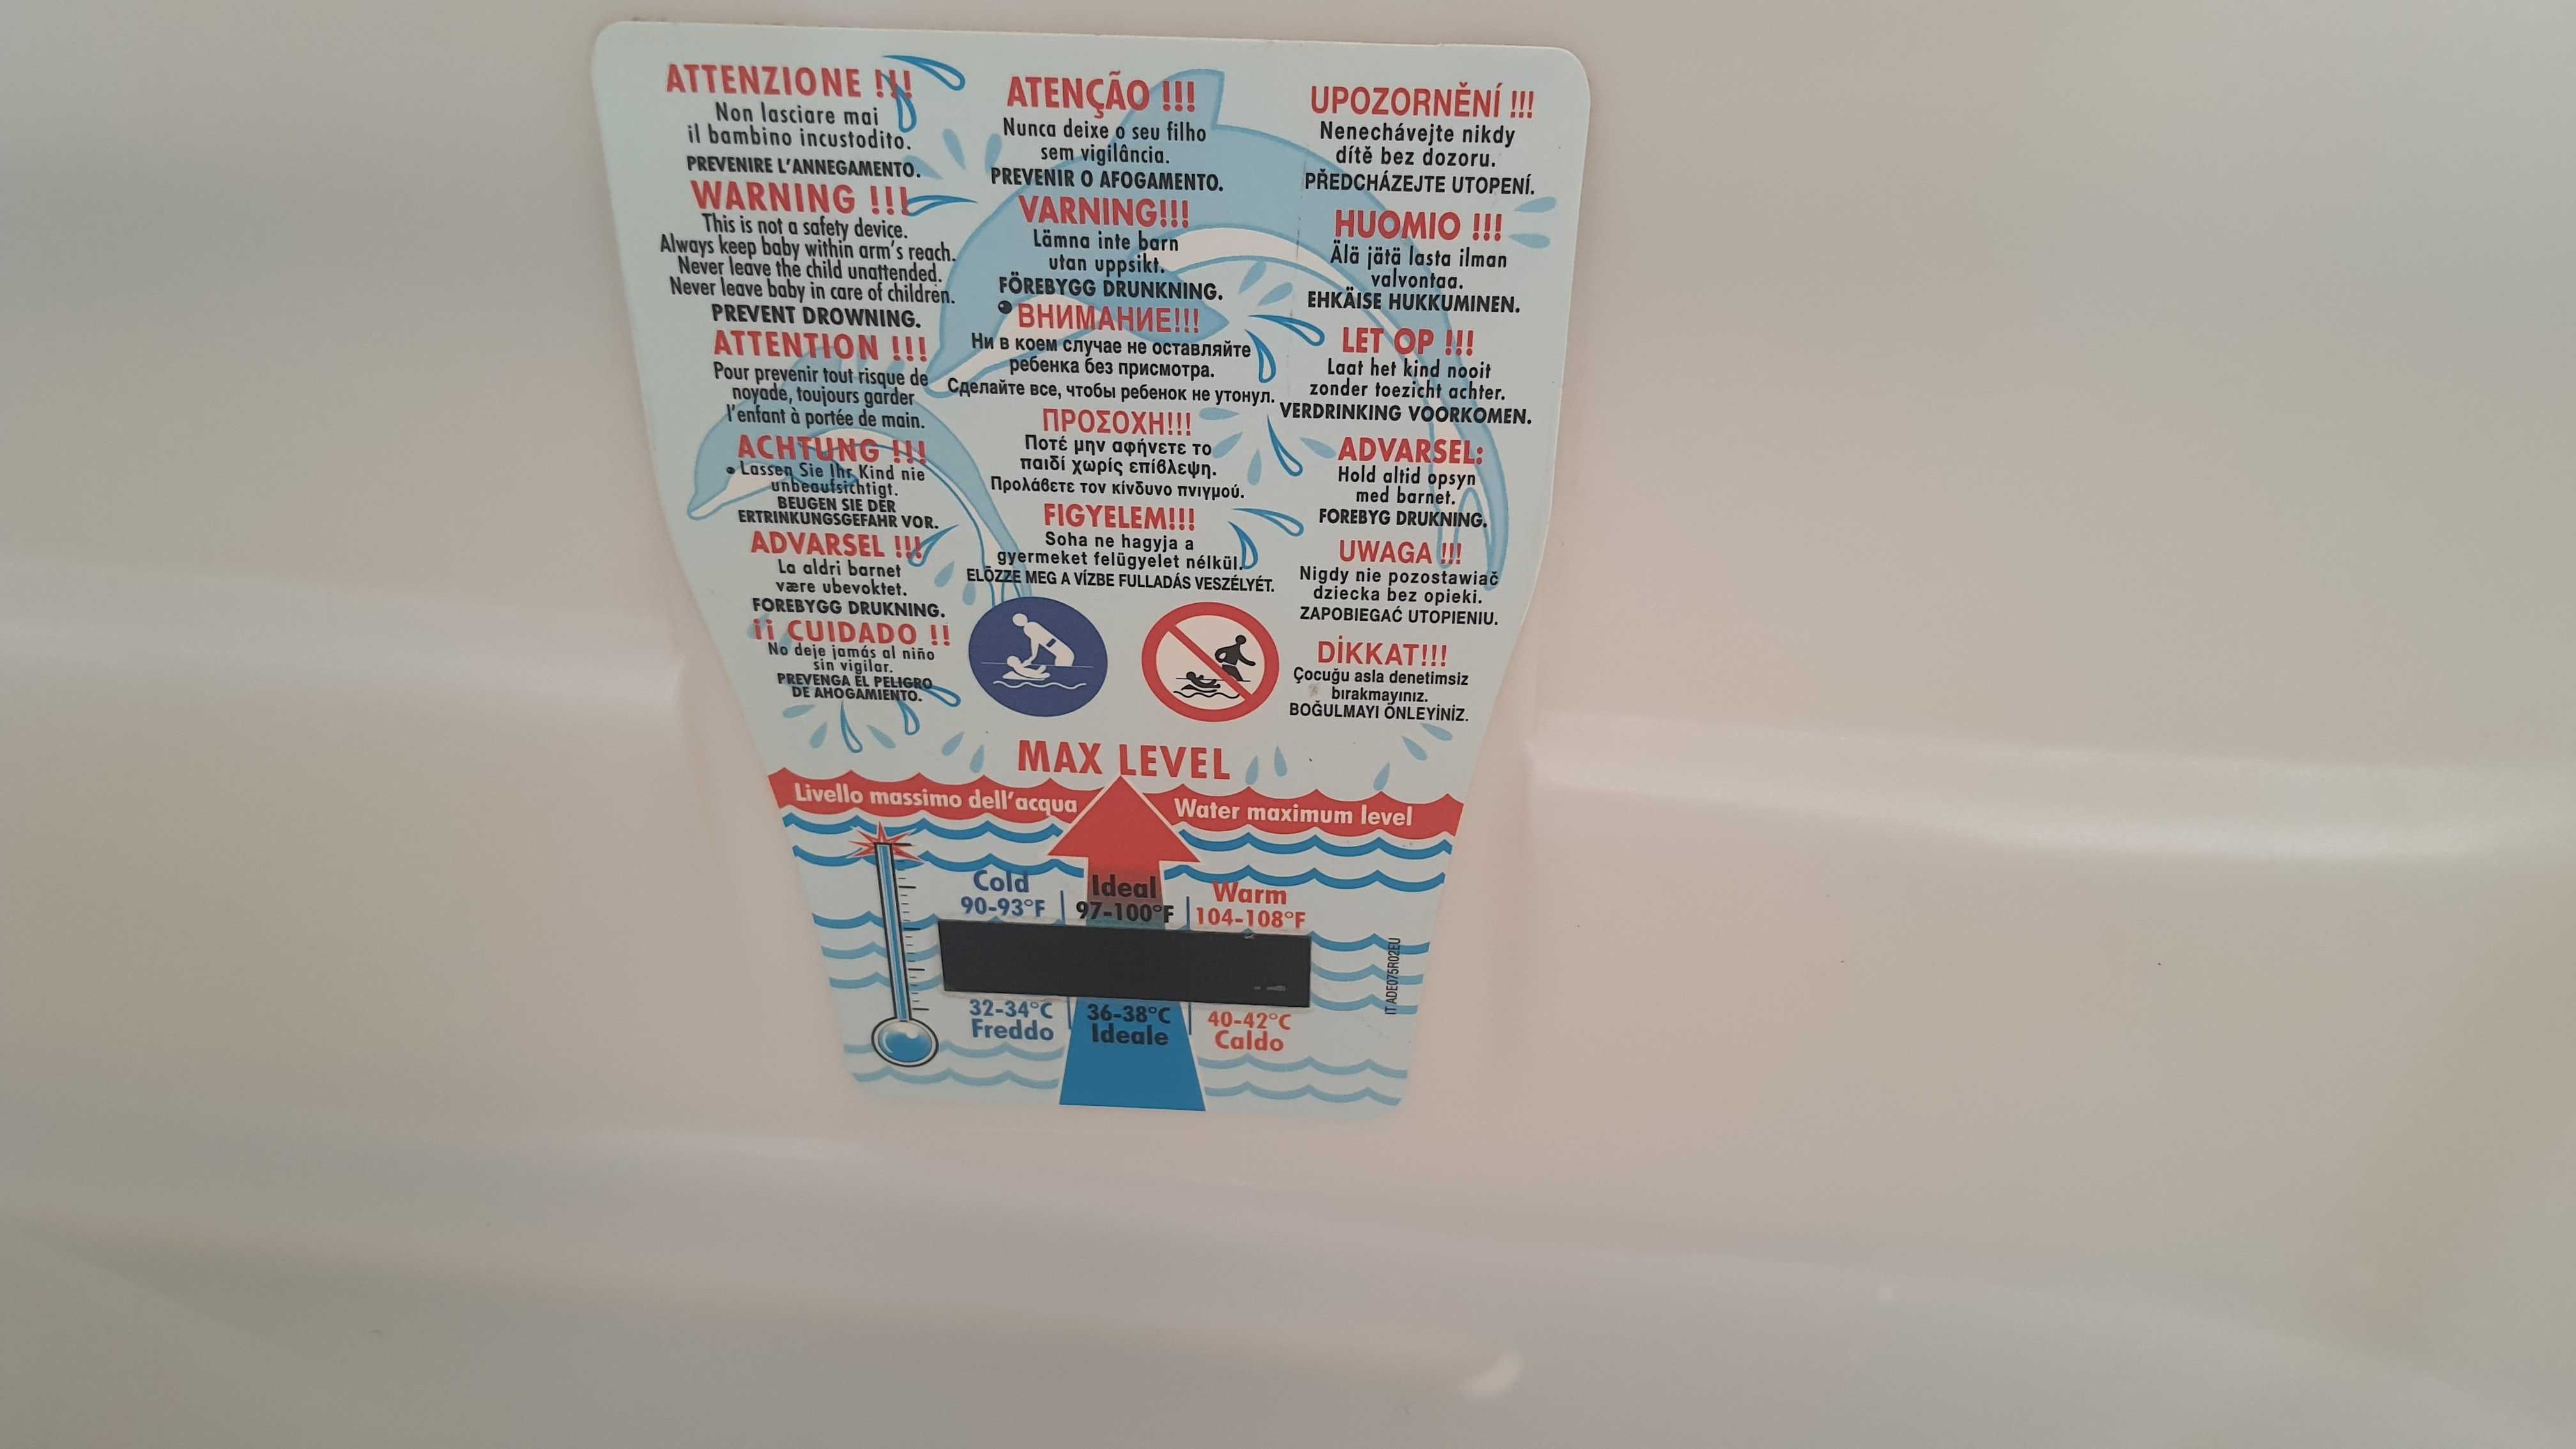 ATTENZIONE !!!
Non lasciare mai
il bambino incustodito.
PREVENIRE L'ANNEGAMENTO.
WARNING !!!
This is not a safety device.
Always keep baby within arm's reach.
Never leave the child unattended.
Never leave baby in care of children.
PREVENT DROWNING.
ATTENTION !!!
Pour prevenir tout risque de
noyade, toujours garder
l'enfant à portée de main.
ACHTUNG !!!
Lassen Sie Ihr Kind nie
unbeaufsichtigt.
BEUGEN SIE DER
ERTRINKUNGSGEFAHR VOR.
ADVARSEL !!!
La aldri barnet
være ubevoktet.
FOREBYGG DRUKNING.
¡¡ CUIDADO !!
No deje jamás al niño
sin vigilar.
PREVENGA EL PELIGRO
DE AHOGAMIENTO.
ATENÇÃO !!!
Nunca deixe o seu filho
sem vigilância.
PREVENIR O AFOGAMENTO.
VARNING!!!
Lämna inte barn
utan uppsikt.
FÖREBYGG DRUNKNING.
ВНИМАНИЕ!!!
Ни в коем случае не оставляйте
ребенка без присмотра.
Сделайте все, чтобы ребенок не утонул.
ΠΡΟΣΟΧΗ!!!
Ποτέ μην αφήνετε το
παιδί χωρίς επίβλεψη.
Προλάβετε τον κίνδυνο πνιγμού.
FIGYELEM!!!
Soha ne hagyja a
gyermeket felügyelet nélkül.
ELŐZZE MEG A VÍZBE FULLADÁS VESZÉLYÉT.
UPOZORNĚNÍ !!!
Nenechávejte nikdy
dítě bez dozoru.
PŘEDCHÁZEJTE UTOPENÍ.
HUOMIO !!!
Älä jätä lasta ilman
valvontaa.
EHKÄISE HUKKUMINEN.
LET OP !!!
Laat het kind nooit
zonder toezicht achter.
VERDRINKING VOORKOMEN.
ADVARSEL:
Hold altid opsyn
med barnet.
FOREBYG DRUKNING.
UWAGA !!!
Nigdy nie pozostawiač
dziecka bez opieki.
ZAPOBIEGAĆ UTOPIENIU.
DİKKAT!!!
Çocuğu asla denetimsiz
bırakmayınız.
BOĞULMAYI ÖNLEYİNİZ.
MAX LEVEL
Livello massimo dell'acqua
Water maximum level
Cold
90-93°F
Ideal
97-100°F
Warm
104-108°F
32-34°C
Freddo
36-38°C
Ideale
40-42°C
Caldo
IT ADE075R02EU